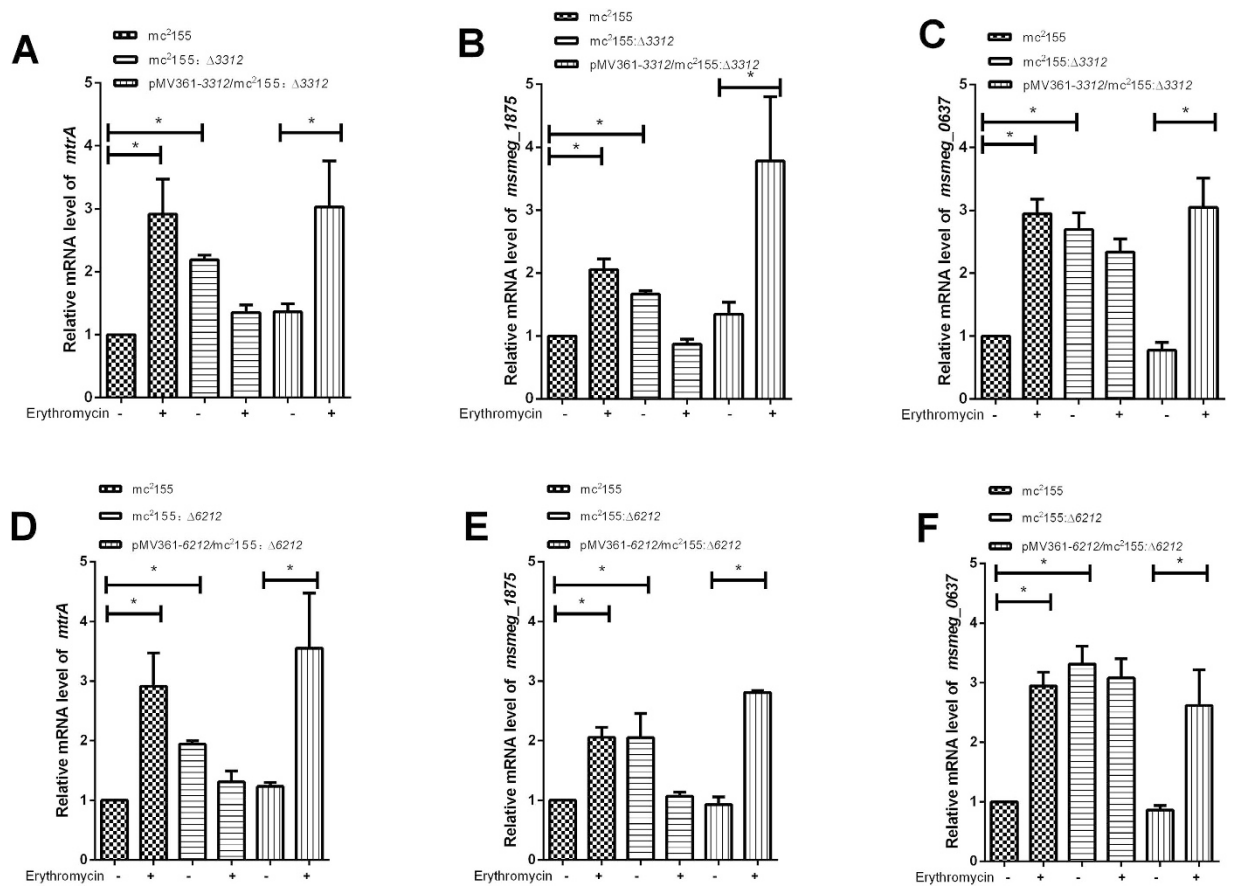 A
mc²155
mc²155: Δ3312
pMV361-3312/mc²155: Δ3312
Relative mRNA level of mtrA
5
4
3
2
1
0
* * *
Erythromycin - + - + - +
B
mc²155
mc²155:Δ3312
pMV361-3312/mc²155:Δ3312
Relative mRNA level of msmeg_1875
5
4
3
2
1
0
* * *
Erythromycin - + - + - +
C
mc²155
mc²155:Δ3312
pMV361-3312/mc²155:Δ3312
Relative mRNA level of msmeg_0637
5
4
3
2
1
0
* * *
Erythromycin - + - + - +
D
mc²155
mc²155: Δ6212
pMV361-6212/mc²155: Δ6212
Relative mRNA level of mtrA
5
4
3
2
1
0
* * *
Erythromycin - + - + - +
E
mc²155
mc²155:Δ6212
pMV361-6212/mc²155:Δ6212
Relative mRNA level of msmeg_1875
5
4
3
2
1
0
* * *
Erythromycin - + - + - +
F
mc²155
mc²155:Δ6212
pMV361-6212/mc²155:Δ6212
Relative mRNA level of msmeg_0637
5
4
3
2
1
0
* * *
Erythromycin - + - + - +